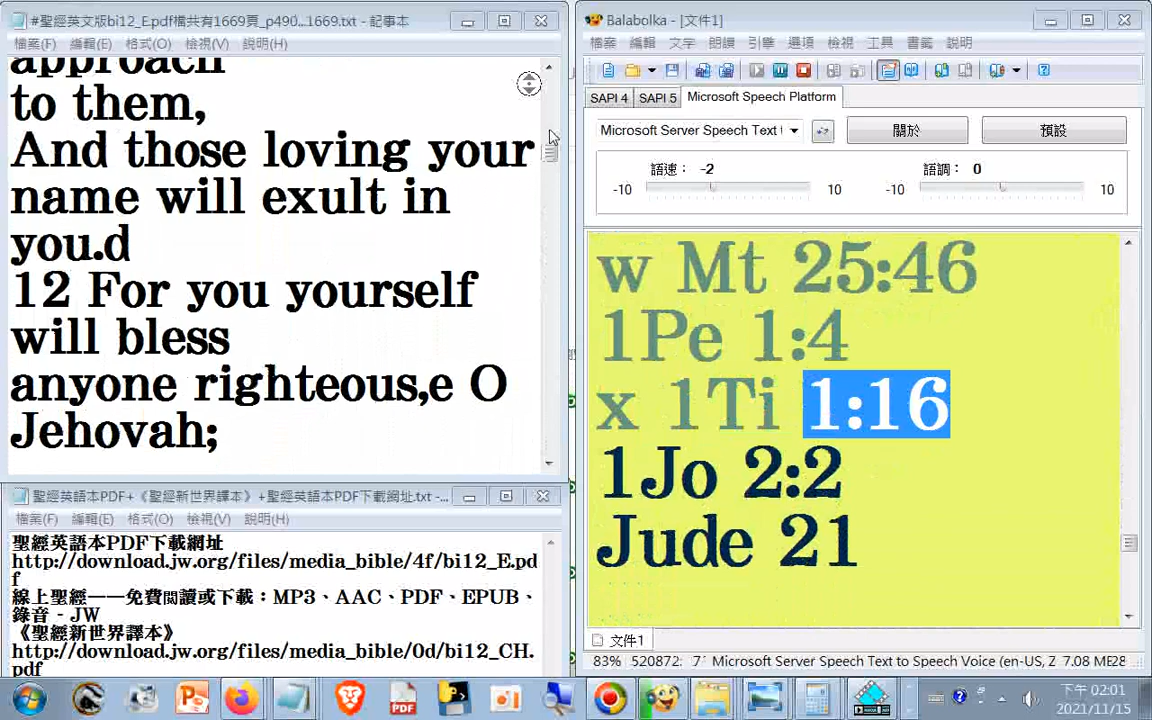 #聖經英文版bi12_E.pdf檔共有1669頁_p490...1669.txt - 記事本
檔案(F) 編輯(E) 格式(O) 檢視(V) 說明(H)
approach
to them,
And those loving your
name will exult in
you.d
12 For you yourself
will bless
anyone righteous,e O
Jehovah;
聖經英語本PDF+《聖經新世界譯本》+聖經英語本PDF下載網址.txt -...
檔案(F) 編輯(E) 格式(O) 檢視(V) 說明(H)
聖經英語本PDF下載網址
http://download.jw.org/files/media_bible/4f/bi12_E.pd
f
線上聖經——免費閱讀或下載：MP3、AAC、PDF、EPUB、
錄音 - JW
《聖經新世界譯本》
http://download.jw.org/files/media_bible/0d/bi12_CH.
pdf
Balabolka - [文件1]
檔案 編輯 文字 朗讀 引擎 選項 檢視 工具 書籤 說明
SAPI 4 SAPI 5 Microsoft Speech Platform
Microsoft Server Speech Text 關於 預設
語速： -2 語調： 0
-10 10 -10 10
w Mt 25:46
1Pe 1:4
x 1Ti 1:16
1Jo 2:2
Jude 21
文件1
83% 520872: Microsoft Server Speech Text to Speech Voice (en-US, Z 7.08 ME
下午 02:01
2021/11/15